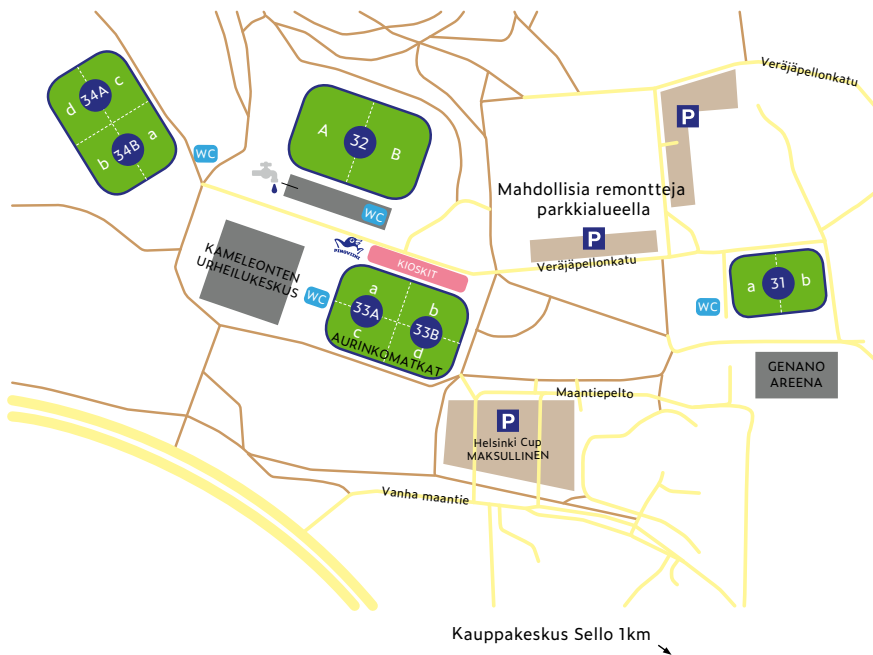 Veräjäpellonkatu
d
34A
c
b
34B
a
WC
A
32
B
WC
P
Mahdollisia remontteja
parkkialueella
P
Veräjäpellonkatu
KAMELEONTEN
URHEILUKESKUS
KIOSKIT
WC
a
33A
c
b
33B
d
AURINKOMATKAT
WC
a
31
b
GENANO
AREENA
Maantiepelto
P
Helsinki Cup
MAKSULLINEN
Vanha maantie
Kauppakeskus Sello 1km